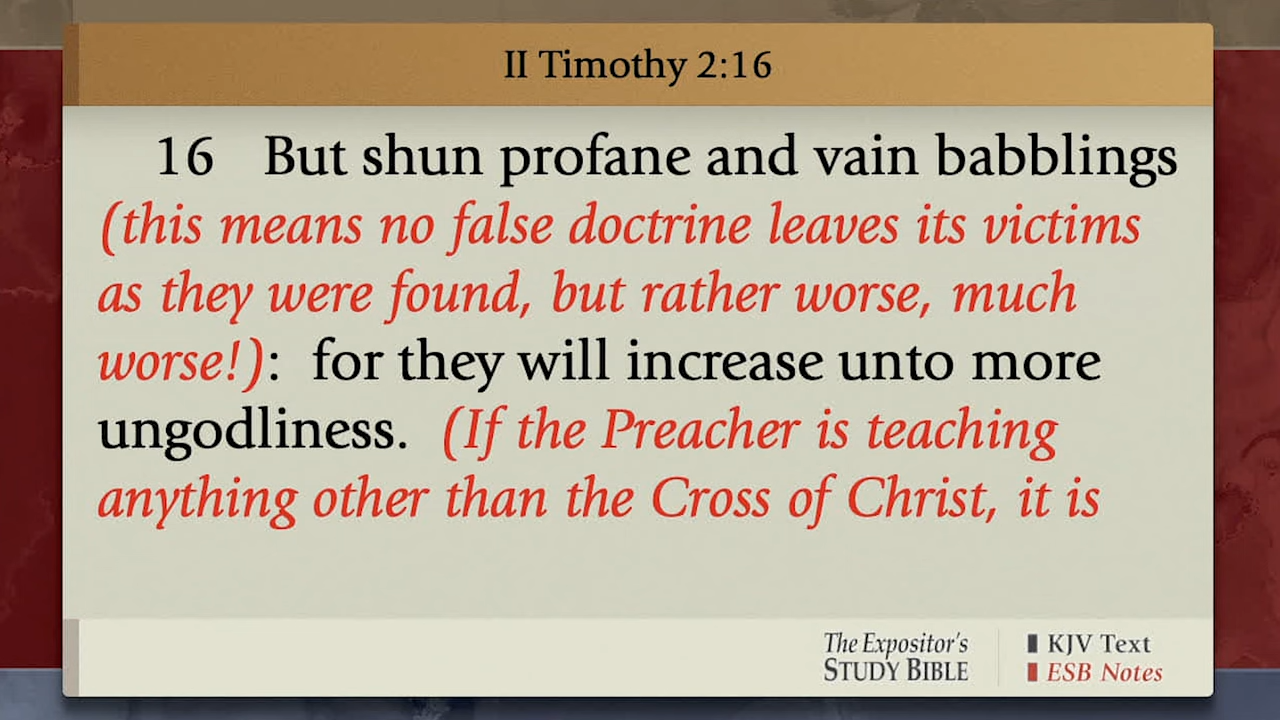 II Timothy 2:16
16 But shun profane and vain babblings
(this means no false doctrine leaves its victims
as they were found, but rather worse, much
worse!): for they will increase unto more
ungodliness. (If the Preacher is teaching
anything other than the Cross of Christ, it is
The Expositor's
STUDY BIBLE
KJV Text
ESB Notes